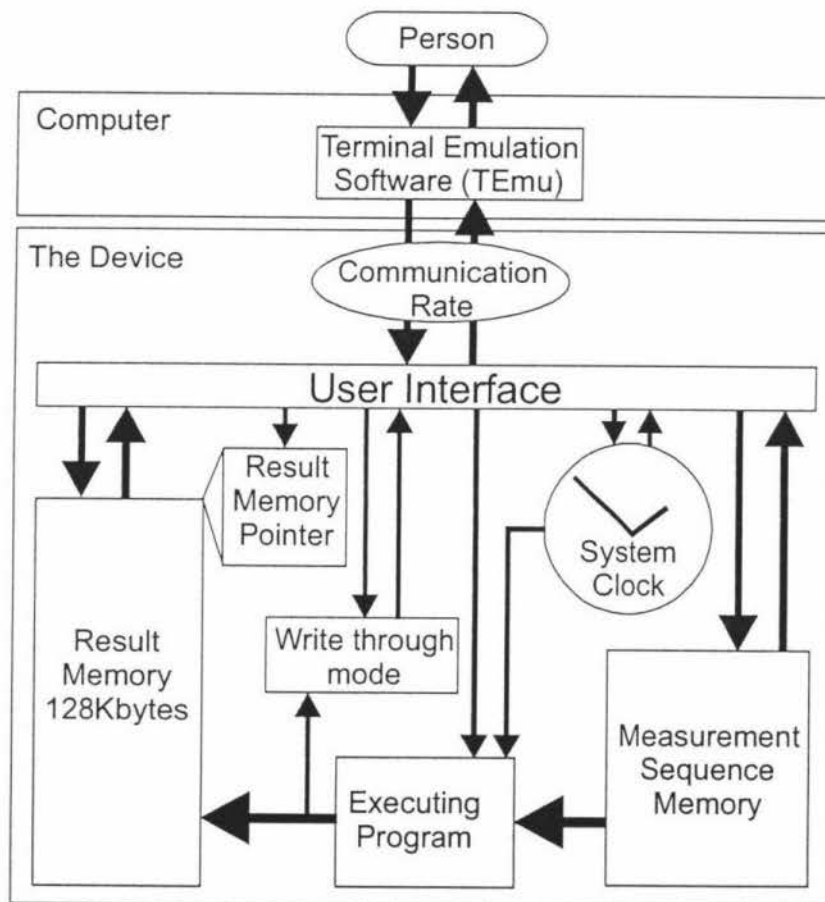 Person
Computer
Terminal Emulation
Software (TEmu)
The Device
Communication
Rate
User Interface
Result
Memory
Pointer
System
Clock
Result
Memory
128Kbytes
Write through
mode
Measurement
Sequence
Memory
Executing
Program